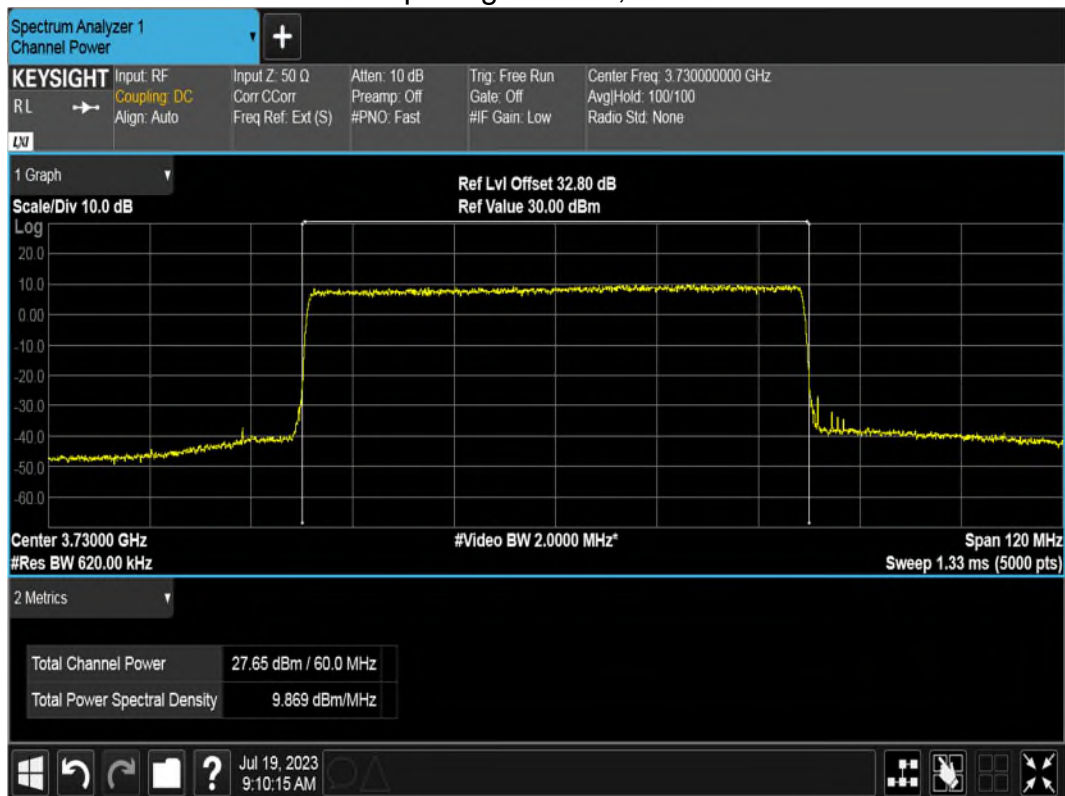 Spectrum Analyzer 1
Channel Power
+
KEYSIGHT Input: RF Input Z: 50 Ω Atten: 10 dB Trig: Free Run Center Freq: 3.730000000 GHz
RL Coupling: DC Corr CCorr Preamp: Off Gate: Off Avg|Hold: 100/100
Align: Auto Freq Ref: Ext (S) #PNO: Fast #IF Gain: Low Radio Std: None
LXI
1 Graph
Ref Lvl Offset 32.80 dB
Scale/Div 10.0 dB Ref Value 30.00 dBm
Log
20.0
10.0
0.00
-10.0
-20.0
-30.0
-40.0
-50.0
-60.0
Center 3.73000 GHz #Video BW 2.0000 MHz* Span 120 MHz
#Res BW 620.00 kHz Sweep 1.33 ms (5000 pts)
2 Metrics
Total Channel Power 27.65 dBm / 60.0 MHz
Total Power Spectral Density 9.869 dBm/MHz
? Jul 19, 2023
9:10:15 AM